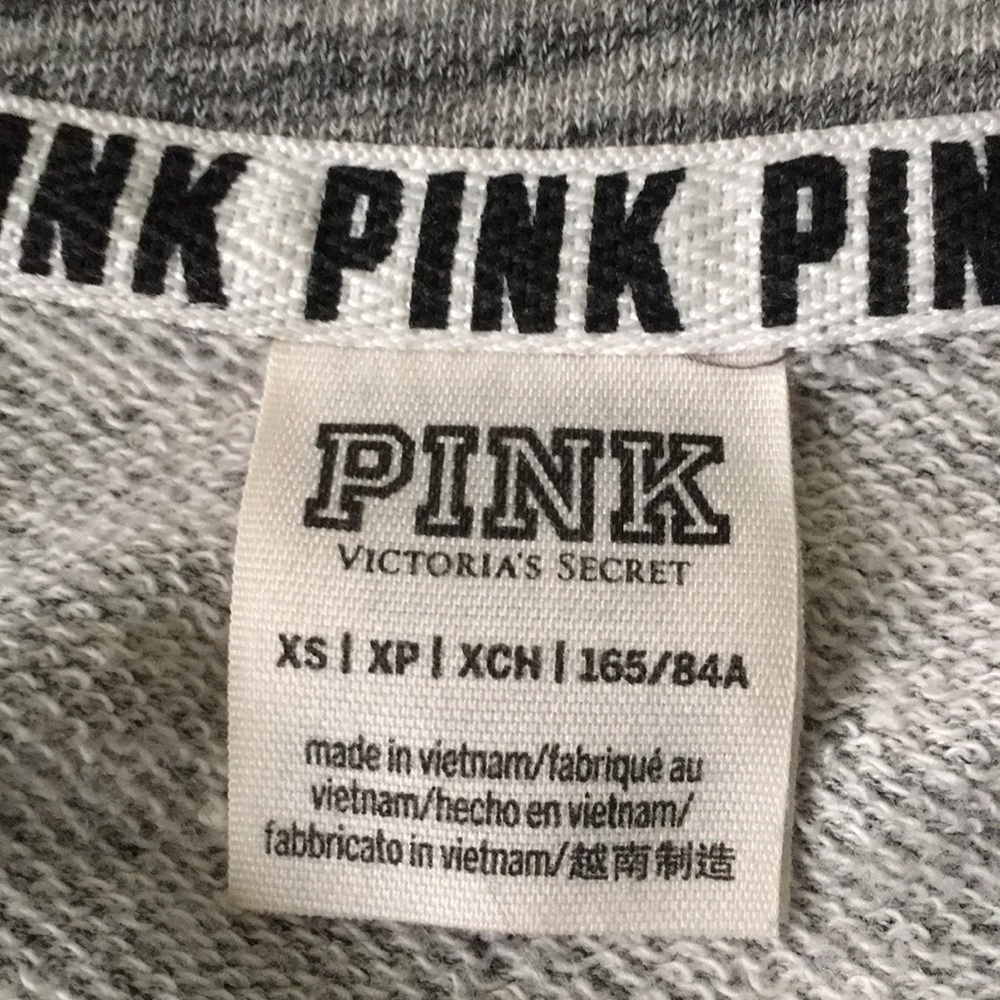 INK PINK PIN
PINK
VICTORIA'S SECRET
XS | XP | XCH | 165/84A
made in vietnam/fabriqué au
vietnam/hecho en vietnam/
fabbricato in vietnam/越南制造